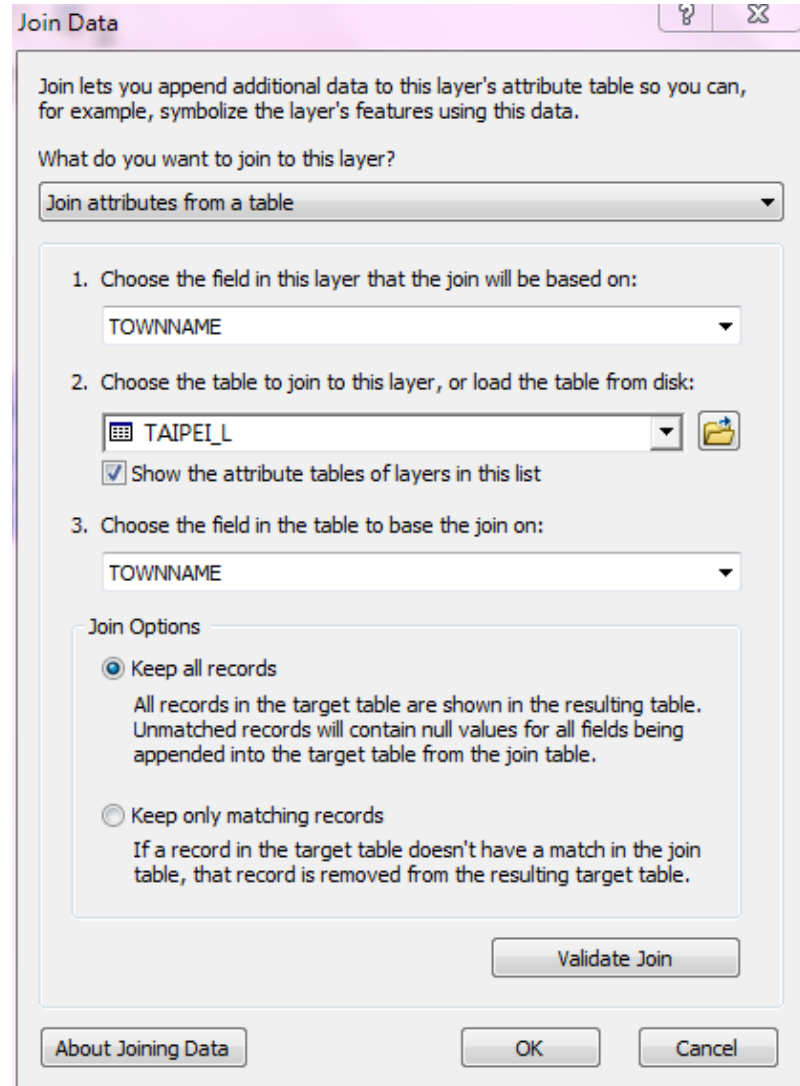 Join Data
Join lets you append additional data to this layer's attribute table so you can,
for example, symbolize the layer's features using this data.
What do you want to join to this layer?
Join attributes from a table
1. Choose the field in this layer that the join will be based on:
TOWNNAME
2. Choose the table to join to this layer, or load the table from disk:
TAIPEI_L
Show the attribute tables of layers in this list
3. Choose the field in the table to base the join on:
TOWNNAME
Join Options
Keep all records
All records in the target table are shown in the resulting table.
Unmatched records will contain null values for all fields being
appended into the target table from the join table.
Keep only matching records
If a record in the target table doesn't have a match in the join
table, that record is removed from the resulting target table.
Validate Join
About Joining Data
OK
Cancel